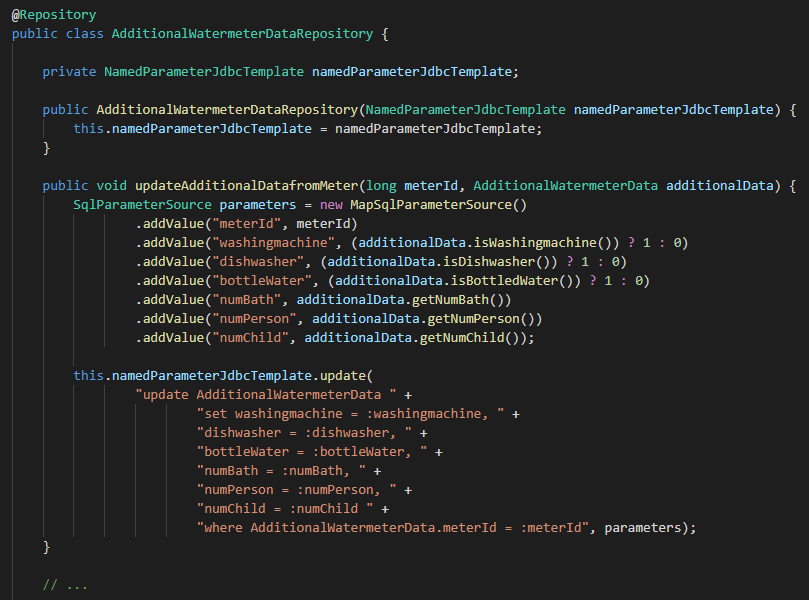 @Repository
public class AdditionalWatermeterDataRepository {
private NamedParameterJdbcTemplate namedParameterJdbcTemplate;
public AdditionalWatermeterDataRepository(NamedParameterJdbcTemplate namedParameterJdbcTemplate) {
this.namedParameterJdbcTemplate = namedParameterJdbcTemplate;
}
public void updateAdditionalDatafromMeter(long meterId, AdditionalWatermeterData additionalData) {
SqlParameterSource parameters = new MapSqlParameterSource()
.addValue("meterId", meterId)
.addValue("washingmachine", (additionalData.isWashingmachine()) ? 1 : 0)
.addValue("dishwasher", (additionalData.isDishwasher()) ? 1 : 0)
.addValue("bottleWater", (additionalData.isBottledWater()) ? 1 : 0)
.addValue("numBath", additionalData.getNumBath())
.addValue("numPerson", additionalData.getNumPerson())
.addValue("numChild", additionalData.getNumChild());
this.namedParameterJdbcTemplate.update(
"update AdditionalWatermeterData " +
"set washingmachine = :washingmachine, " +
"dishwasher = :dishwasher, " +
"bottleWater = :bottleWater, " +
"numBath = :numBath, " +
"numPerson = :numPerson, " +
"numChild = :numChild " +
"where AdditionalWatermeterData.meterId = :meterId", parameters);
}
// ...